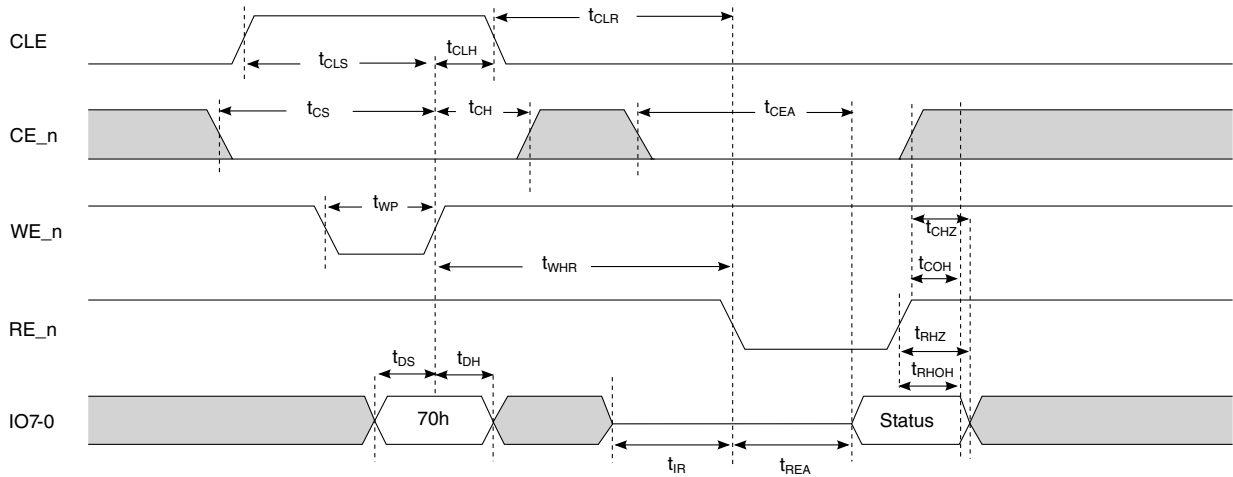 CLE
tCLR
tCLS
tCLH
CE_n
tCS
tCH
tCEA
WE_n
tWP
tCHZ
tWHR
tCOH
RE_n
tRHZ
tDS
tDH
tRHOH
IO7-0
70h
Status
tIR
tREA